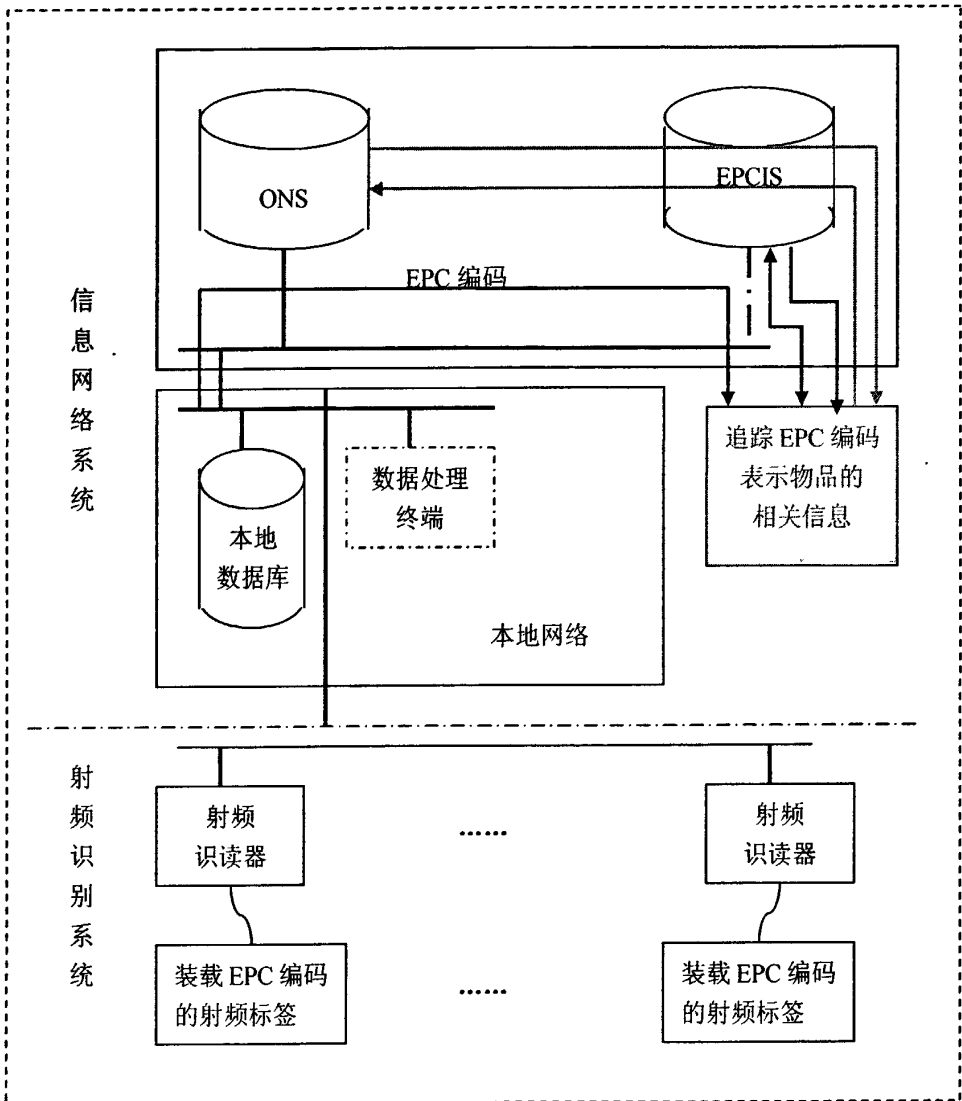 ONS
EPCIS
EPC 编码
信息网络系统
追踪 EPC 编码
表示物品的
相关信息
数据处理
终端
本地
数据库
本地网络
射频识别系统
射频
识读器
......
射频
识读器
装载 EPC 编码
的射频标签
......
装载 EPC 编码
的射频标签